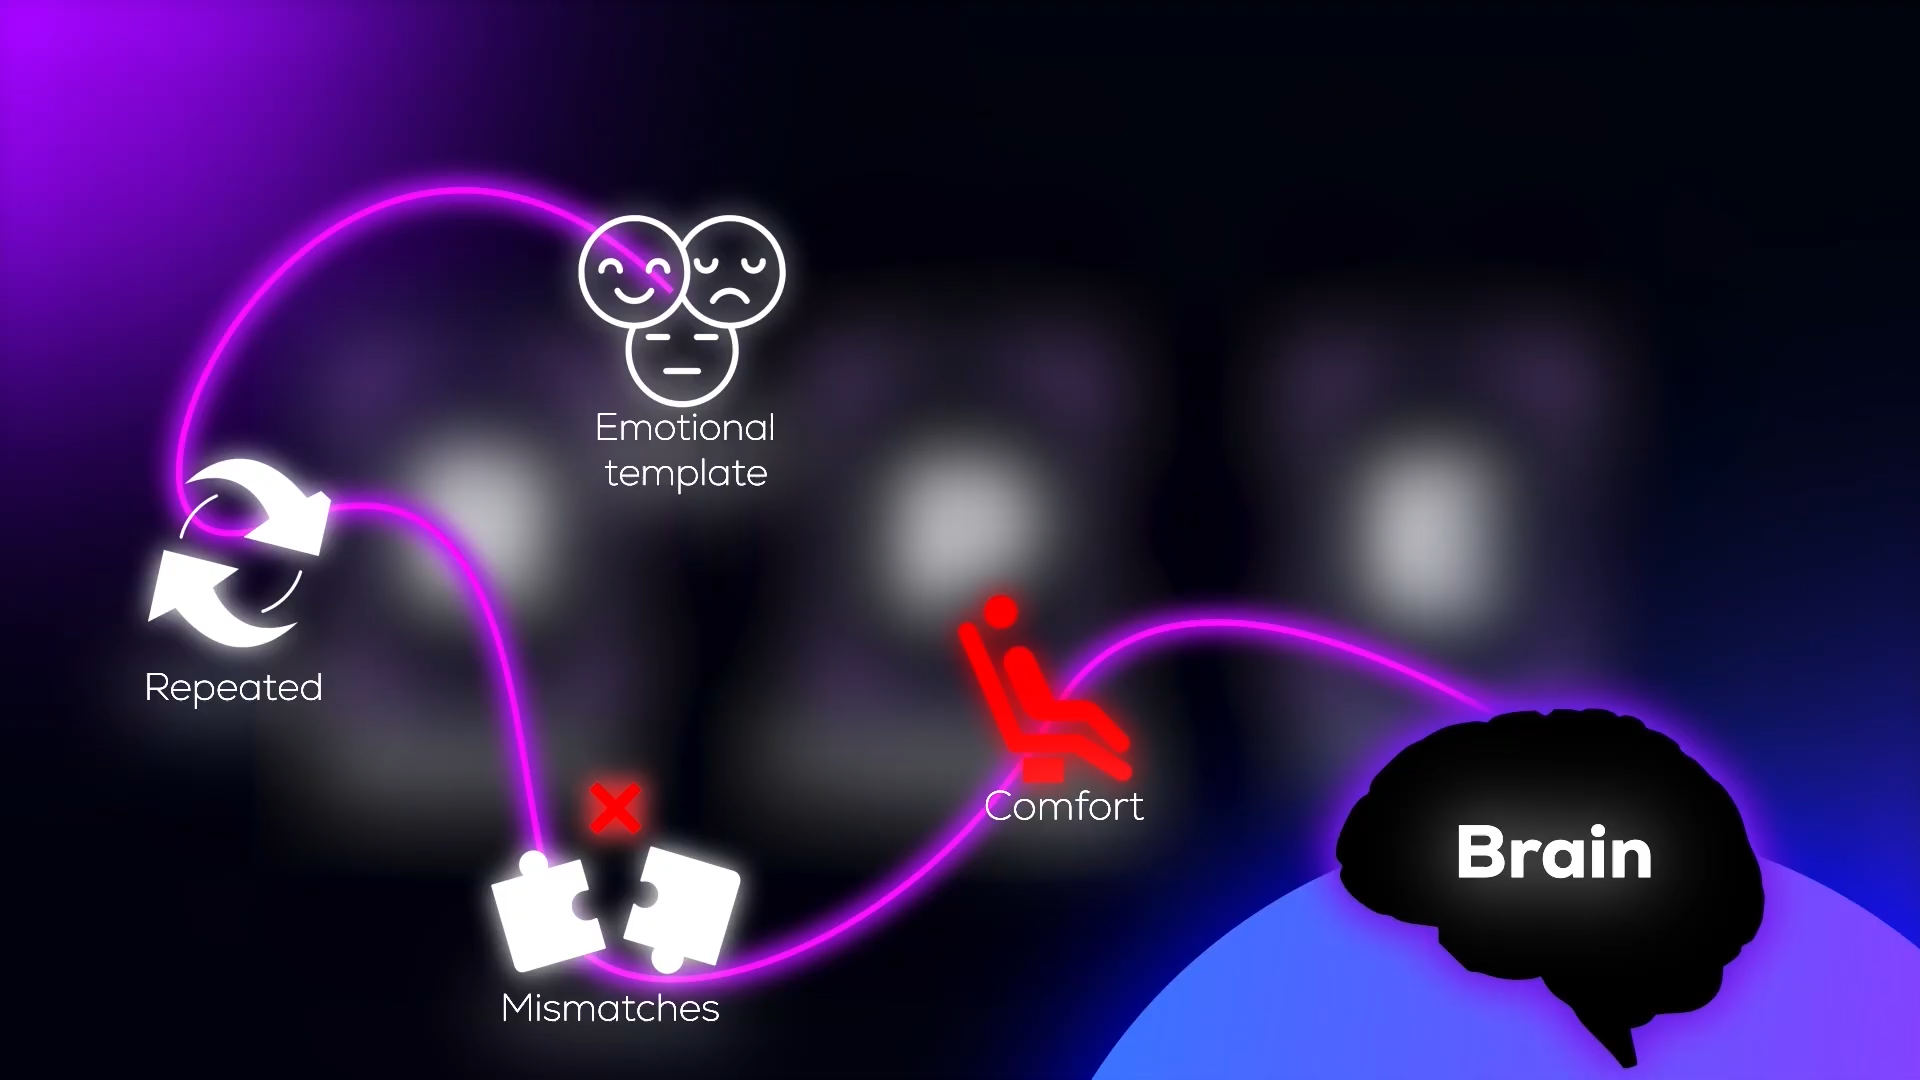 Emotional
template
Repeated
Mismatches
Comfort
Brain